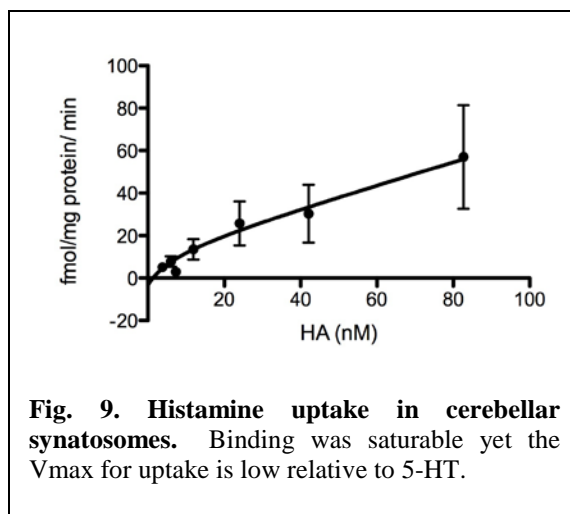 100
80
60
40
20
0
-20
fmol/mg protein/ min
20 40 60 80 100
HA (nM)
Fig. 9. Histamine uptake in cerebellar
synatosomes. Binding was saturable yet the
Vmax for uptake is low relative to 5-HT.